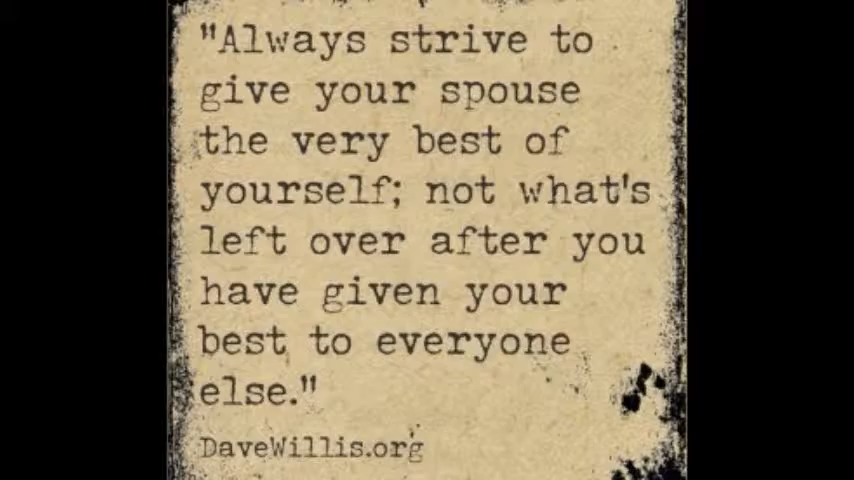 "Always strive to
give your spouse
the very best of
yourself; not what's
left over after you
have given your
best to everyone
else."
DaveWillis.org